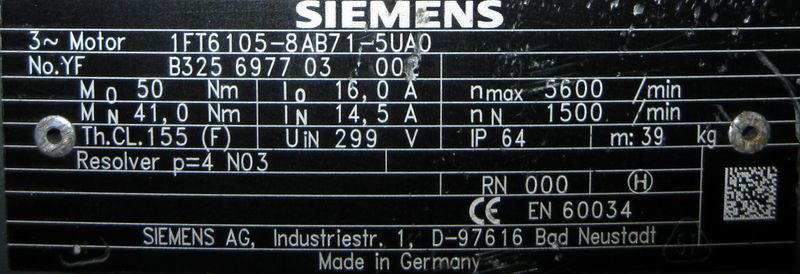 SIEMENS
3~ Motor 1FT6105-8AB71-5UA0
No.YF B325 6977 03 00
M0 50 Nm I0 16,0 A nmax 5600 /min
MN 41,0 Nm IN 14,5 A nN 1500 /min
Th.CL.155 (F) UiN 299 V IP 64 m: 39 kg
Resolver p=4 N03
RN 000 H
CE EN 60034
SIEMENS AG, Industriestr. 1, D-97616 Bad Neustadt
Made in Germany